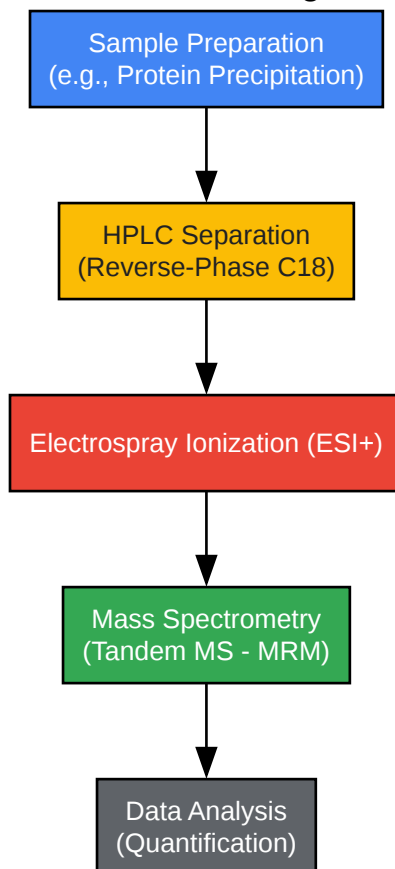 Sample Preparation
(e.g., Protein Precipitation)
HPLC Separation
(Reverse-Phase C18)
Electrospray Ionization (ESI+)
Mass Spectrometry
(Tandem MS - MRM)
Data Analysis
(Quantification)